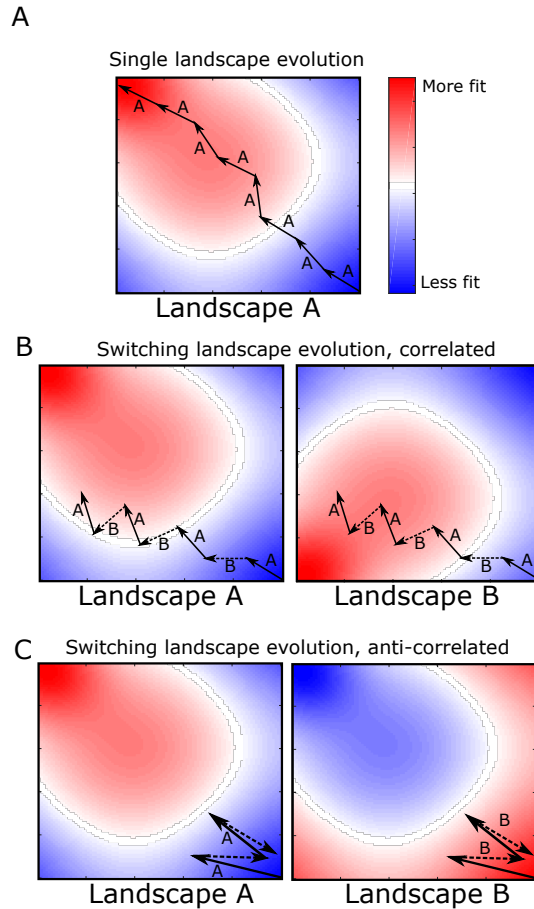 A
Single landscape evolution
More fit
A
A
A
A
A
A
A
A
Less fit
Landscape A
B
Switching landscape evolution, correlated
A
B
A
B
A
B
A
A
B
A
B
A
B
A
Landscape A
Landscape B
C
Switching landscape evolution, anti-correlated
A
A
B
B
Landscape A
Landscape B